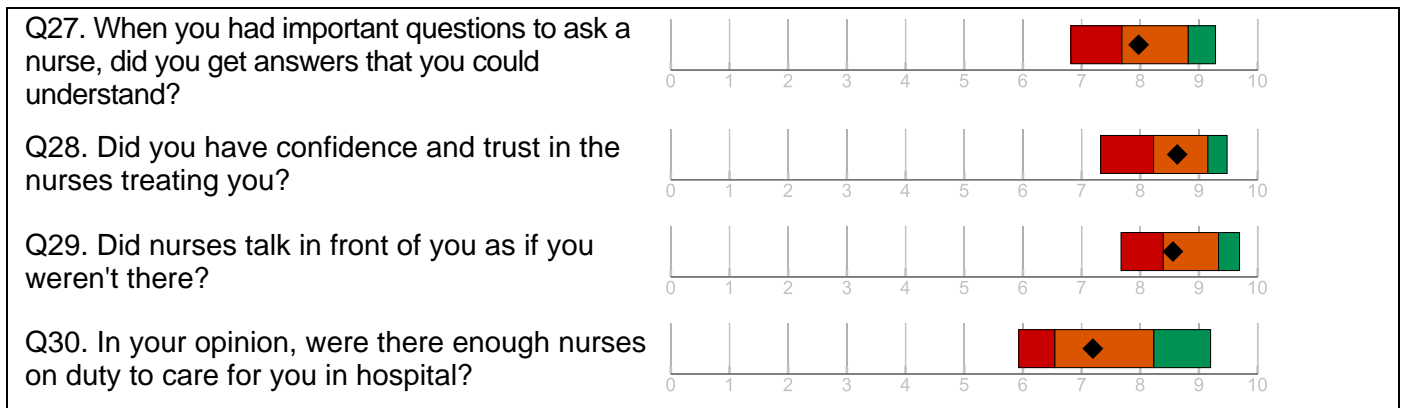 Q27. When you had important questions to ask a
nurse, did you get answers that you could
understand?
0 1 2 3 4 5 6 7 8 9 10
Q28. Did you have confidence and trust in the
nurses treating you?
0 1 2 3 4 5 6 7 8 9 10
Q29. Did nurses talk in front of you as if you
weren't there?
0 1 2 3 4 5 6 7 8 9 10
Q30. In your opinion, were there enough nurses
on duty to care for you in hospital?
0 1 2 3 4 5 6 7 8 9 10